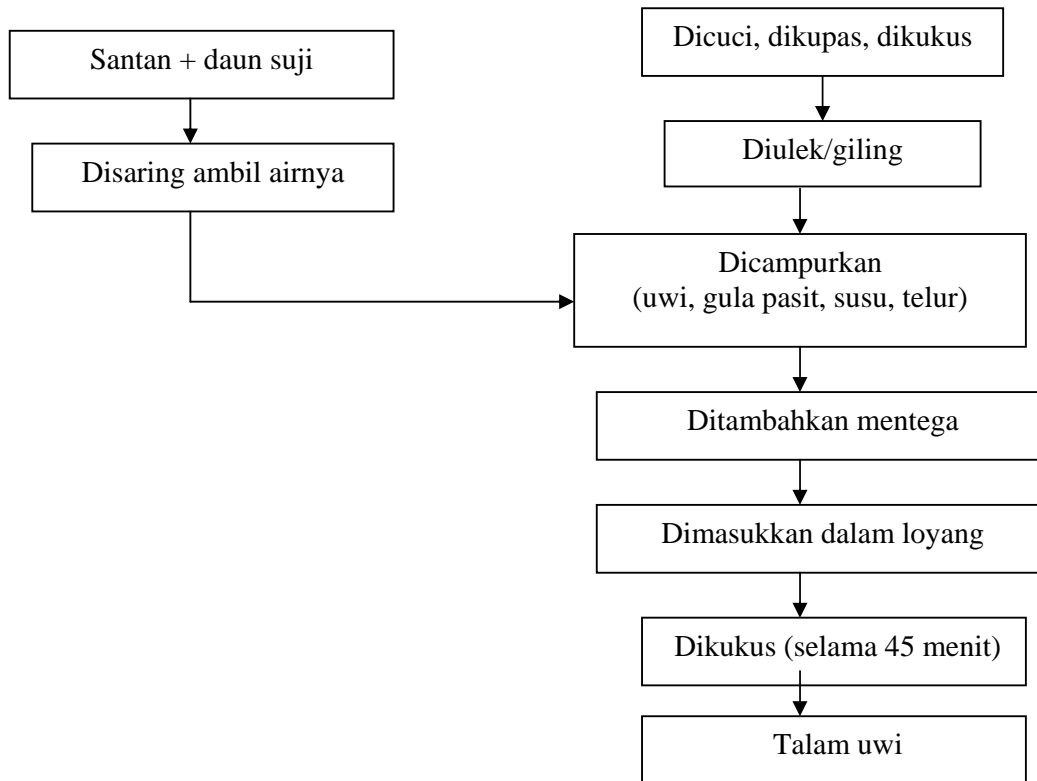 Santan + daun suji
Disaring ambil airnya
Dicuci, dikupas, dikukus
Diulek/giling
Dicampurkan
(uwi, gula pasit, susu, telur)
Ditambahkan mentega
Dimasukkan dalam loyang
Dikukus (selama 45 menit)
Talam uwi